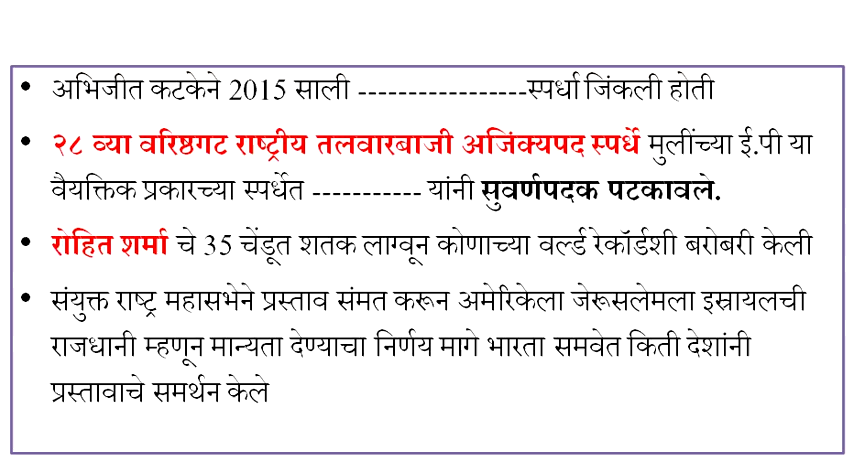 • अभिजीत कटकेने 2015 साली -----------------स्पर्धा जिंकली होती
• २८ व्या वरिष्ठगट राष्ट्रीय तलवारबाजी अजिंक्यपद स्पर्धे मुलींच्या ई.पी या
वैयक्तिक प्रकारच्या स्पर्धेत ----------- यांनी सुवर्णपदक पटकावले.
• रोहित शर्मा चे 35 चेंडूत शतक लाग्वून कोणाच्या वर्ल्ड रेकॉर्डशी बरोबरी केली
• संयुक्त राष्ट्र महासभेने प्रस्ताव संमत करून अमेरिकेला जेरूसलेमला इस्रायलची
राजधानी म्हणून मान्यता देण्याचा निर्णय मागे भारता समवेत किती देशांनी
प्रस्तावाचे समर्थन केले